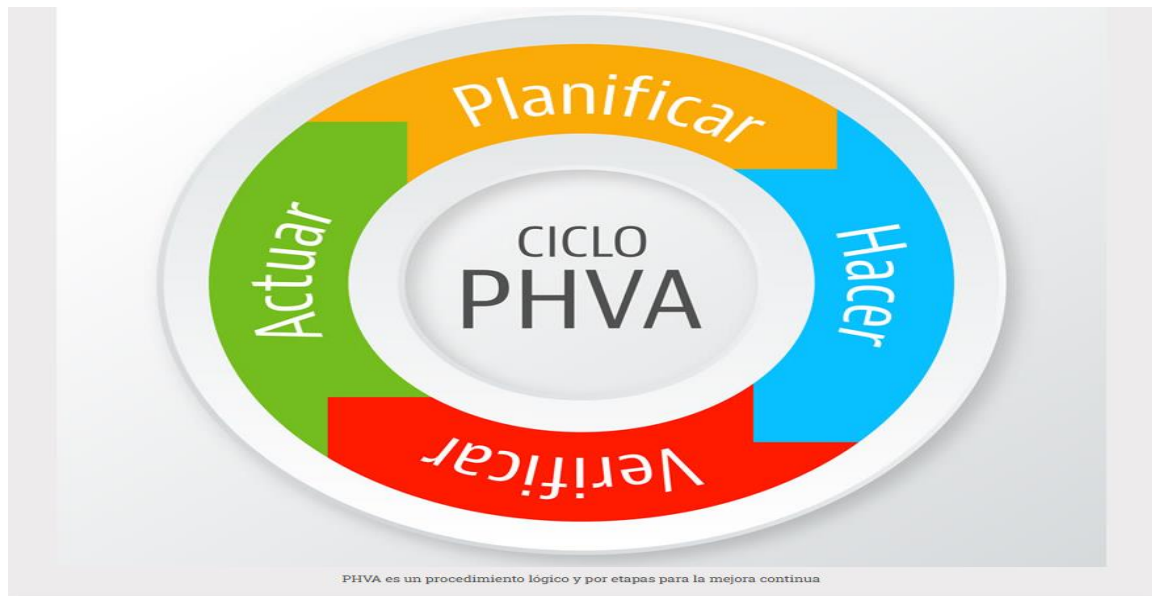 Planificar
Hacer
Verificar
Actuar
CICLO
PHVA
PHVA es un procedimiento lógico y por etapas para la mejora continua